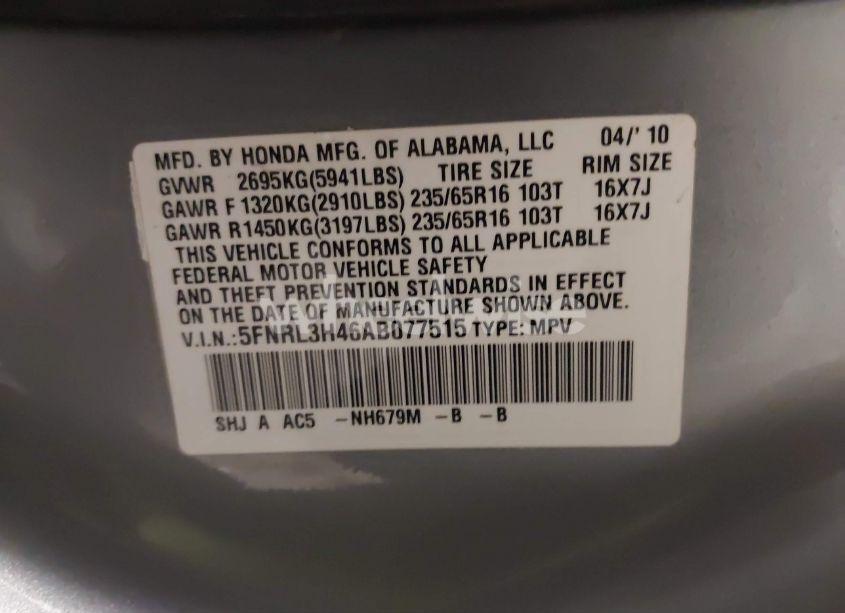 MFD. BY HONDA MFG. OF ALABAMA, LLC 04/' 10
GVWR 2695KG(5941LBS) TIRE SIZE RIM SIZE
GAWR F 1320KG(2910LBS) 235/65R16 103T 16X7J
GAWR R1450KG(3197LBS) 235/65R16 103T 16X7J
THIS VEHICLE CONFORMS TO ALL APPLICABLE
FEDERAL MOTOR VEHICLE SAFETY
AND THEFT PREVENTION STANDARDS IN EFFECT
ON THE DATE OF MANUFACTURE SHOWN ABOVE.
V.I.N.:5FNRL3H46AB077515 TYPE: MPV
SHJ A AC5 -NH679M -B -B